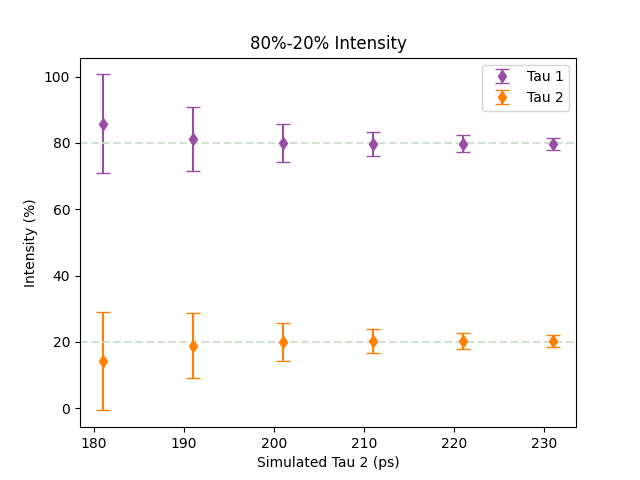 80%-20% Intensity
Tau 1
Tau 2
Intensity (%)
100
80
60
40
20
0
180 190 200 210 220 230
Simulated Tau 2 (ps)